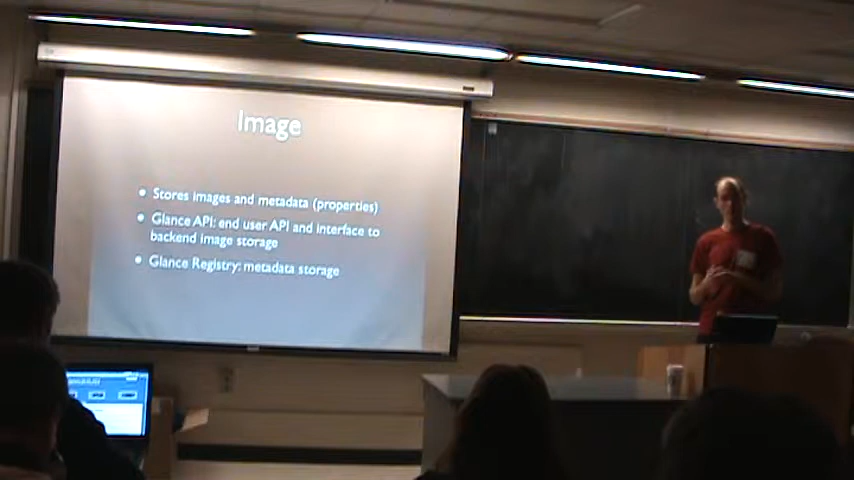 Image
• Stores images and metadata (properties)
• Glance API: end user API and interface to
backend image storage
• Glance Registry: metadata storage